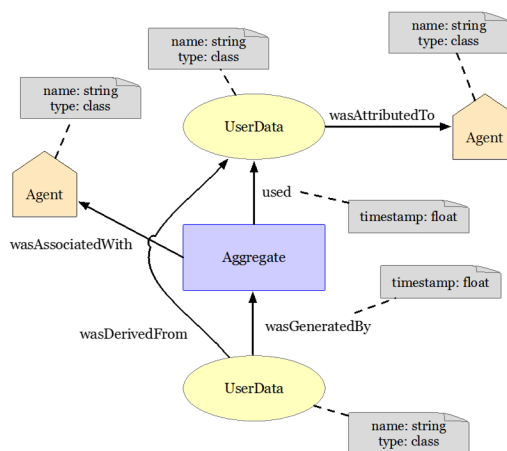 name: string
type: class
name: string
type: class
name: string
type: class
UserData
wasAttributedTo
Agent
Agent
used
timestamp: float
wasAssociatedWith
Aggregate
timestamp: float
wasGeneratedBy
wasDerivedFrom
UserData
name: string
type: class